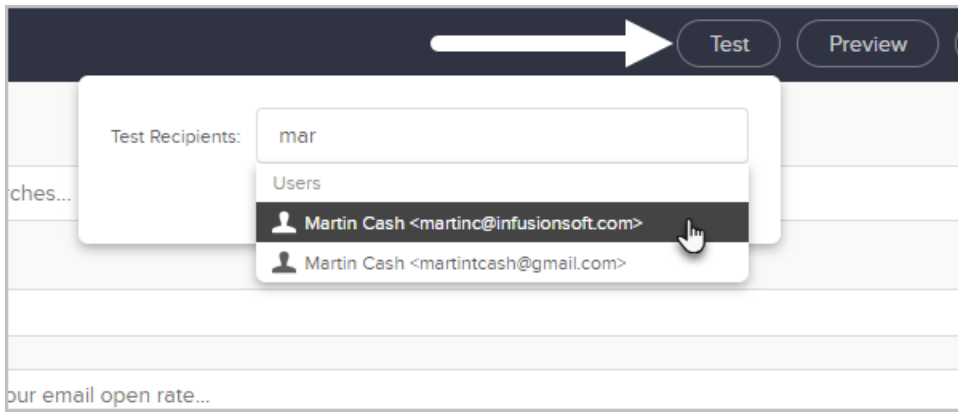 Test Preview
Test Recipients: mar
rches...
Users
Martin Cash <martinc@infusionsoft.com>
Martin Cash <martintcash@gmail.com>
our email open rate...